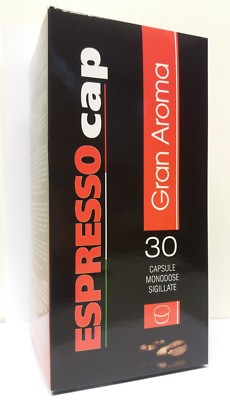 ESPRESSO cap
Gran Aroma
30
CAPSULE
MONODOSE
SIGILLATE